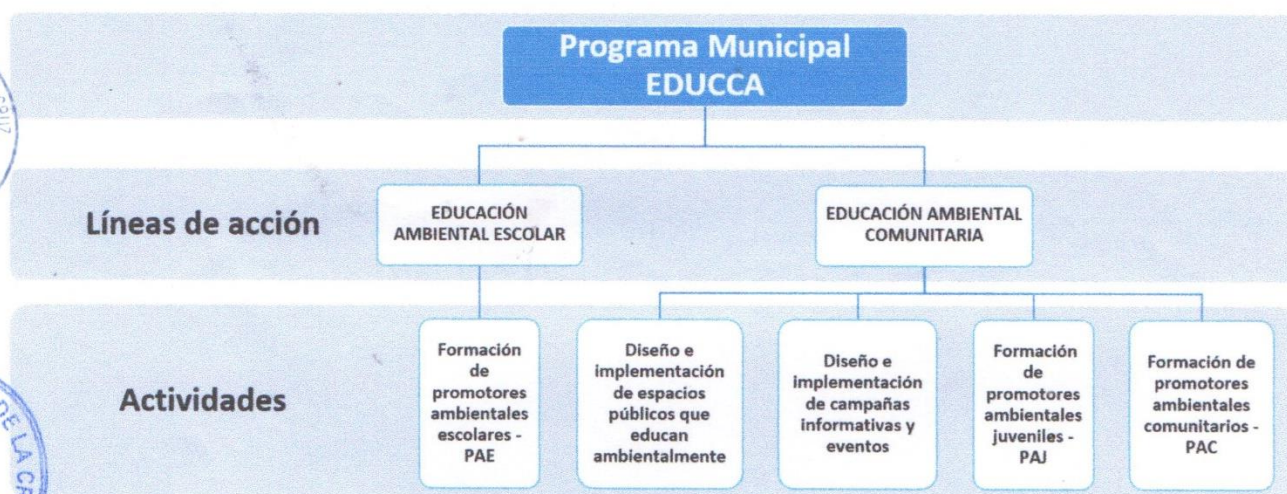 Programa Municipal
EDUCCA
Líneas de acción
EDUCACIÓN
AMBIENTAL ESCOLAR
EDUCACIÓN AMBIENTAL
COMUNITARIA
Actividades
Formación
de
promotores
ambientales
escolares -
PAE
Diseño e
implementación
de espacios
públicos que
educan
ambientalmente
Diseño e
implementación
de campañas
informativas y
eventos
Formación
de
promotores
ambientales
juveniles -
PAJ
Formación de
promotores
ambientales
comunitarios -
PAC
DE LA